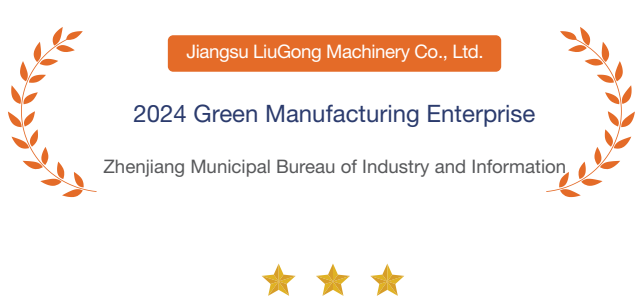 Jiangsu LiuGong Machinery Co., Ltd.
2024 Green Manufacturing Enterprise
Zhenjiang Municipal Bureau of Industry and Information